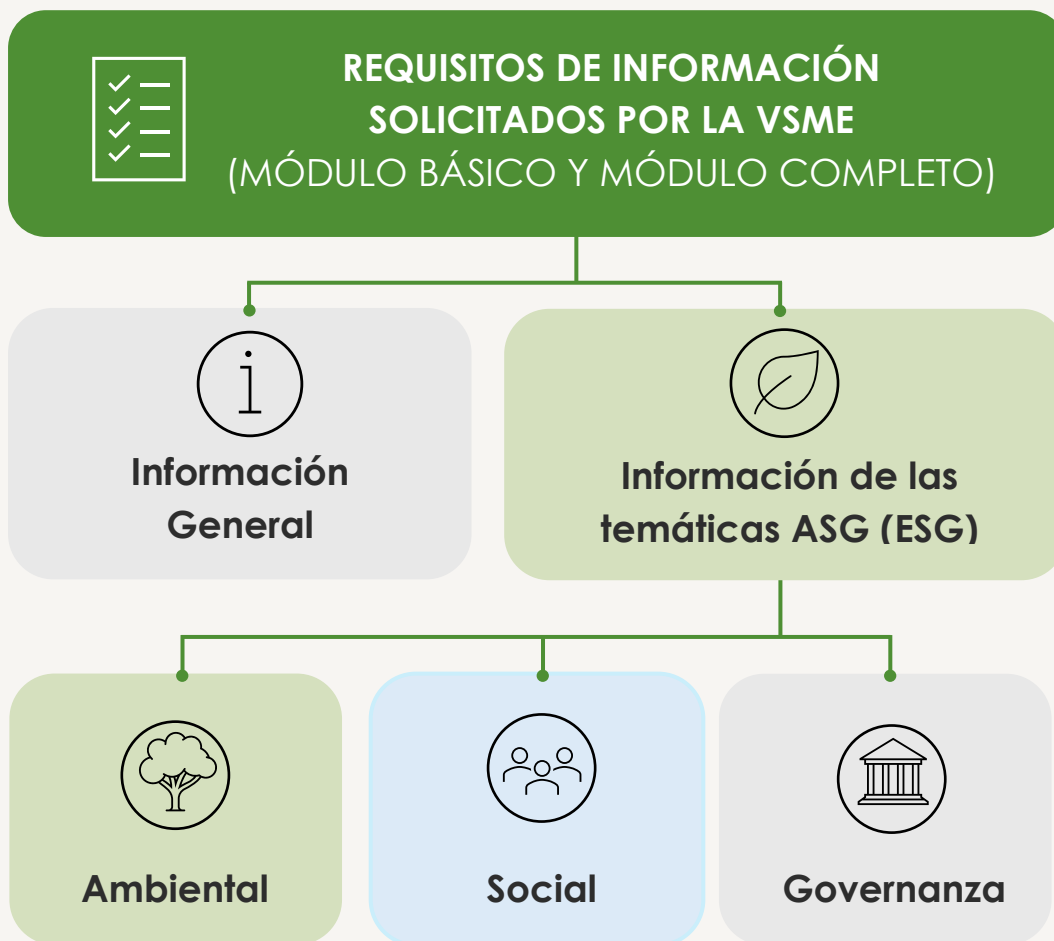 REQUISITOS DE INFORMACIÓN
SOLICITADOS POR LA VSME
(MÓDULO BÁSICO Y MÓDULO COMPLETO)
Información
General
Información de las
temáticas ASG (ESG)
Ambiental
Social
Governanza